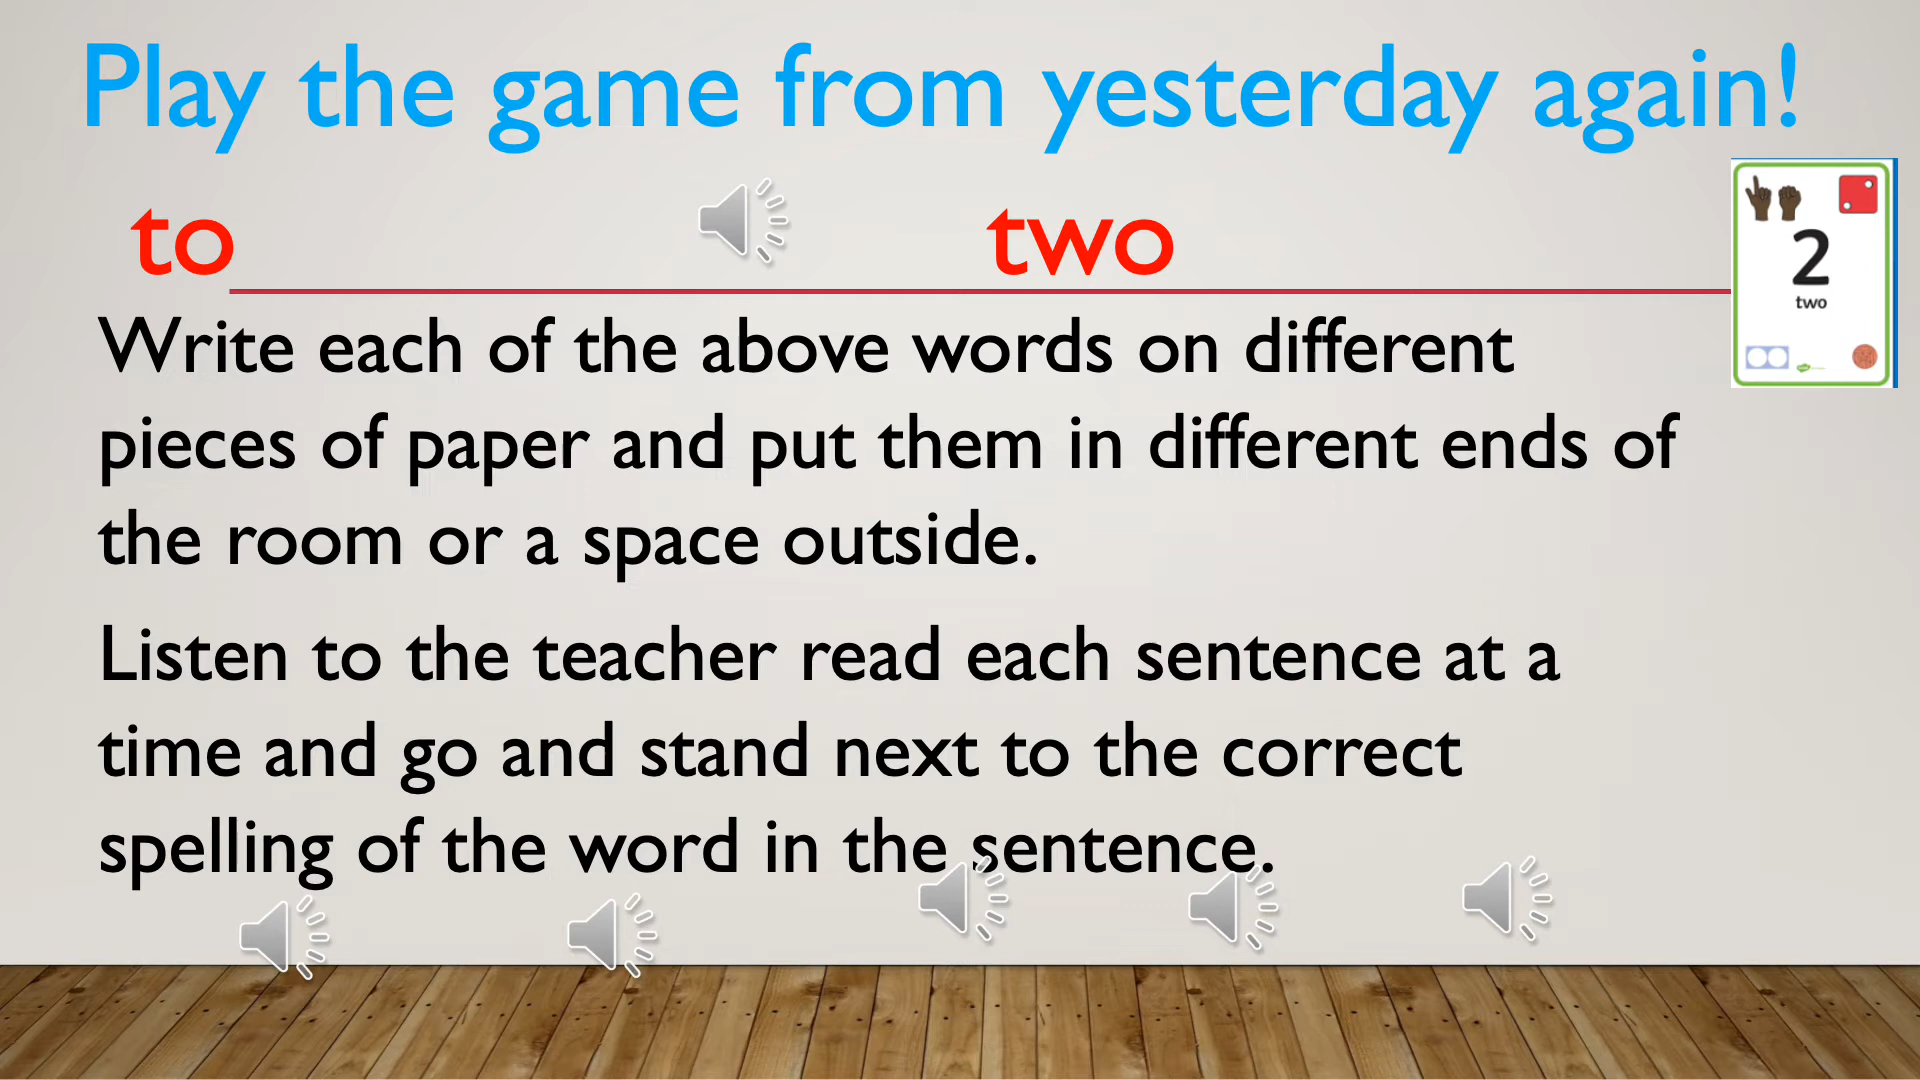 Play the game from yesterday again!
to two
2
two
Write each of the above words on different
pieces of paper and put them in different ends of
the room or a space outside.
Listen to the teacher read each sentence at a
time and go and stand next to the correct
spelling of the word in the sentence.